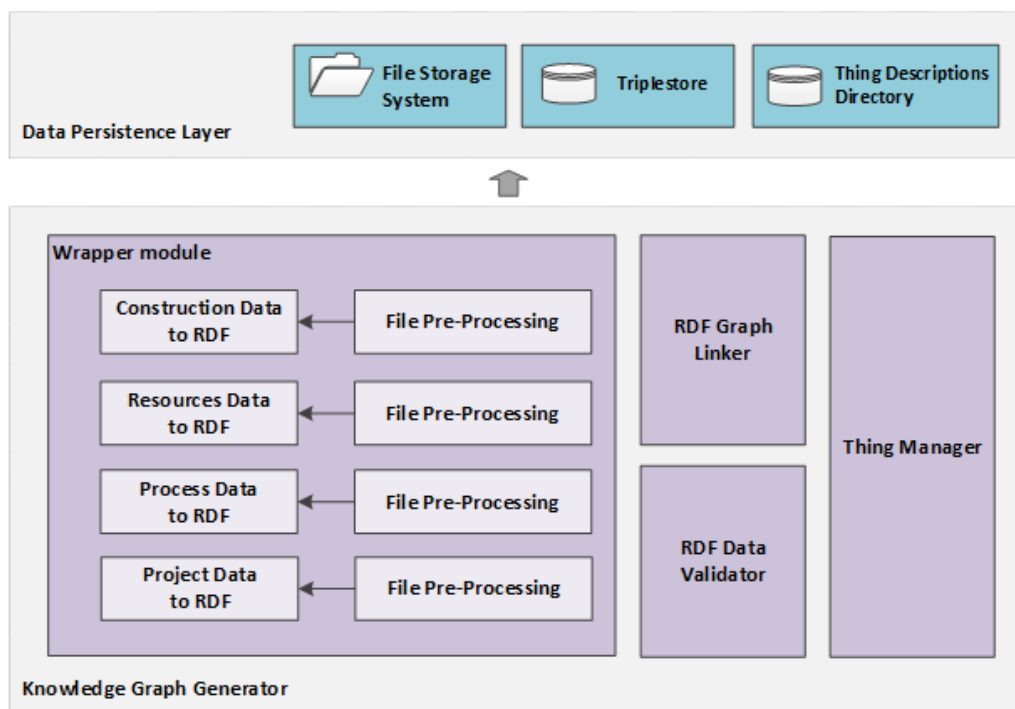 File Storage
System
Triplestore
Thing Descriptions
Directory
Data Persistence Layer
Wrapper module
Construction Data
to RDF
File Pre-Processing
Resources Data
to RDF
File Pre-Processing
Process Data
to RDF
File Pre-Processing
Project Data
to RDF
File Pre-Processing
RDF Graph
Linker
RDF Data
Validator
Thing Manager
Knowledge Graph Generator